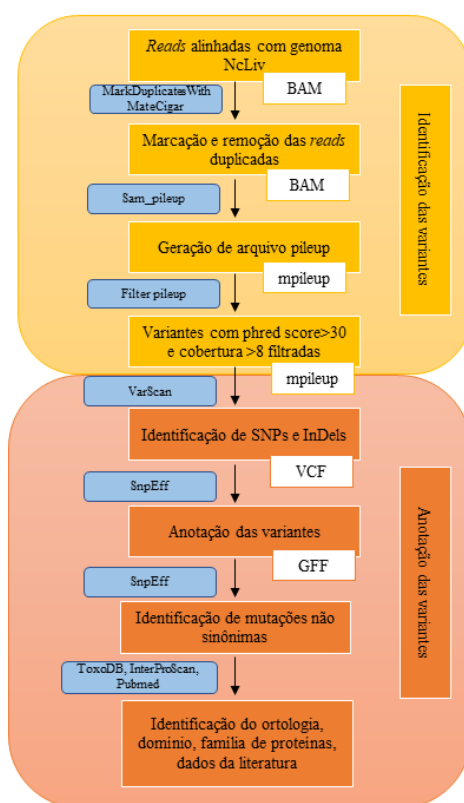 Reads alinhadas com genoma
NcLiv
BAM
MarkDuplicatesWith
MateCigar
Marcação e remoção das reads
duplicadas
BAM
Sam_pileup
Geração de arquivo pileup
mpileup
Filter pileup
Variantes com phred score>30
e cobertura >8 filtradas
mpileup
Identificação das variantes
VarScan
Identificação de SNPs e InDels
VCF
SnpEff
Anotação das variantes
GFF
SnpEff
Identificação de mutações não
sinônimas
ToxoDB, InterProScan,
Pubmed
Identificação do ortologia,
dominio, familia de proteinas,
dados da literatura
Anotação das variantes